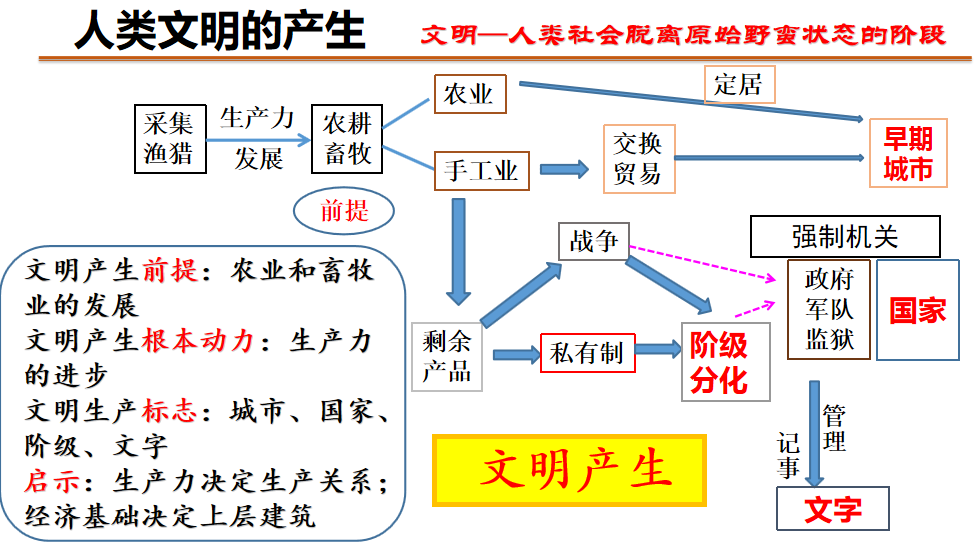 人类文明的产生
文明—人类社会脱离原始野蛮状态的阶段
采集
渔猎
生产力
发展
农耕
畜牧
前提
农业
手工业
定居
交换
贸易
早期
城市
战争
剩余
产品
私有制
阶级
分化
强制机关
政府
军队
监狱
国家
管理
记事
文字
文明产生前提：农业和畜牧
业的发展
文明产生根本动力：生产力
的进步
文明生产标志：城市、国家、
阶级、文字
启示：生产力决定生产关系；
经济基础决定上层建筑
文明产生